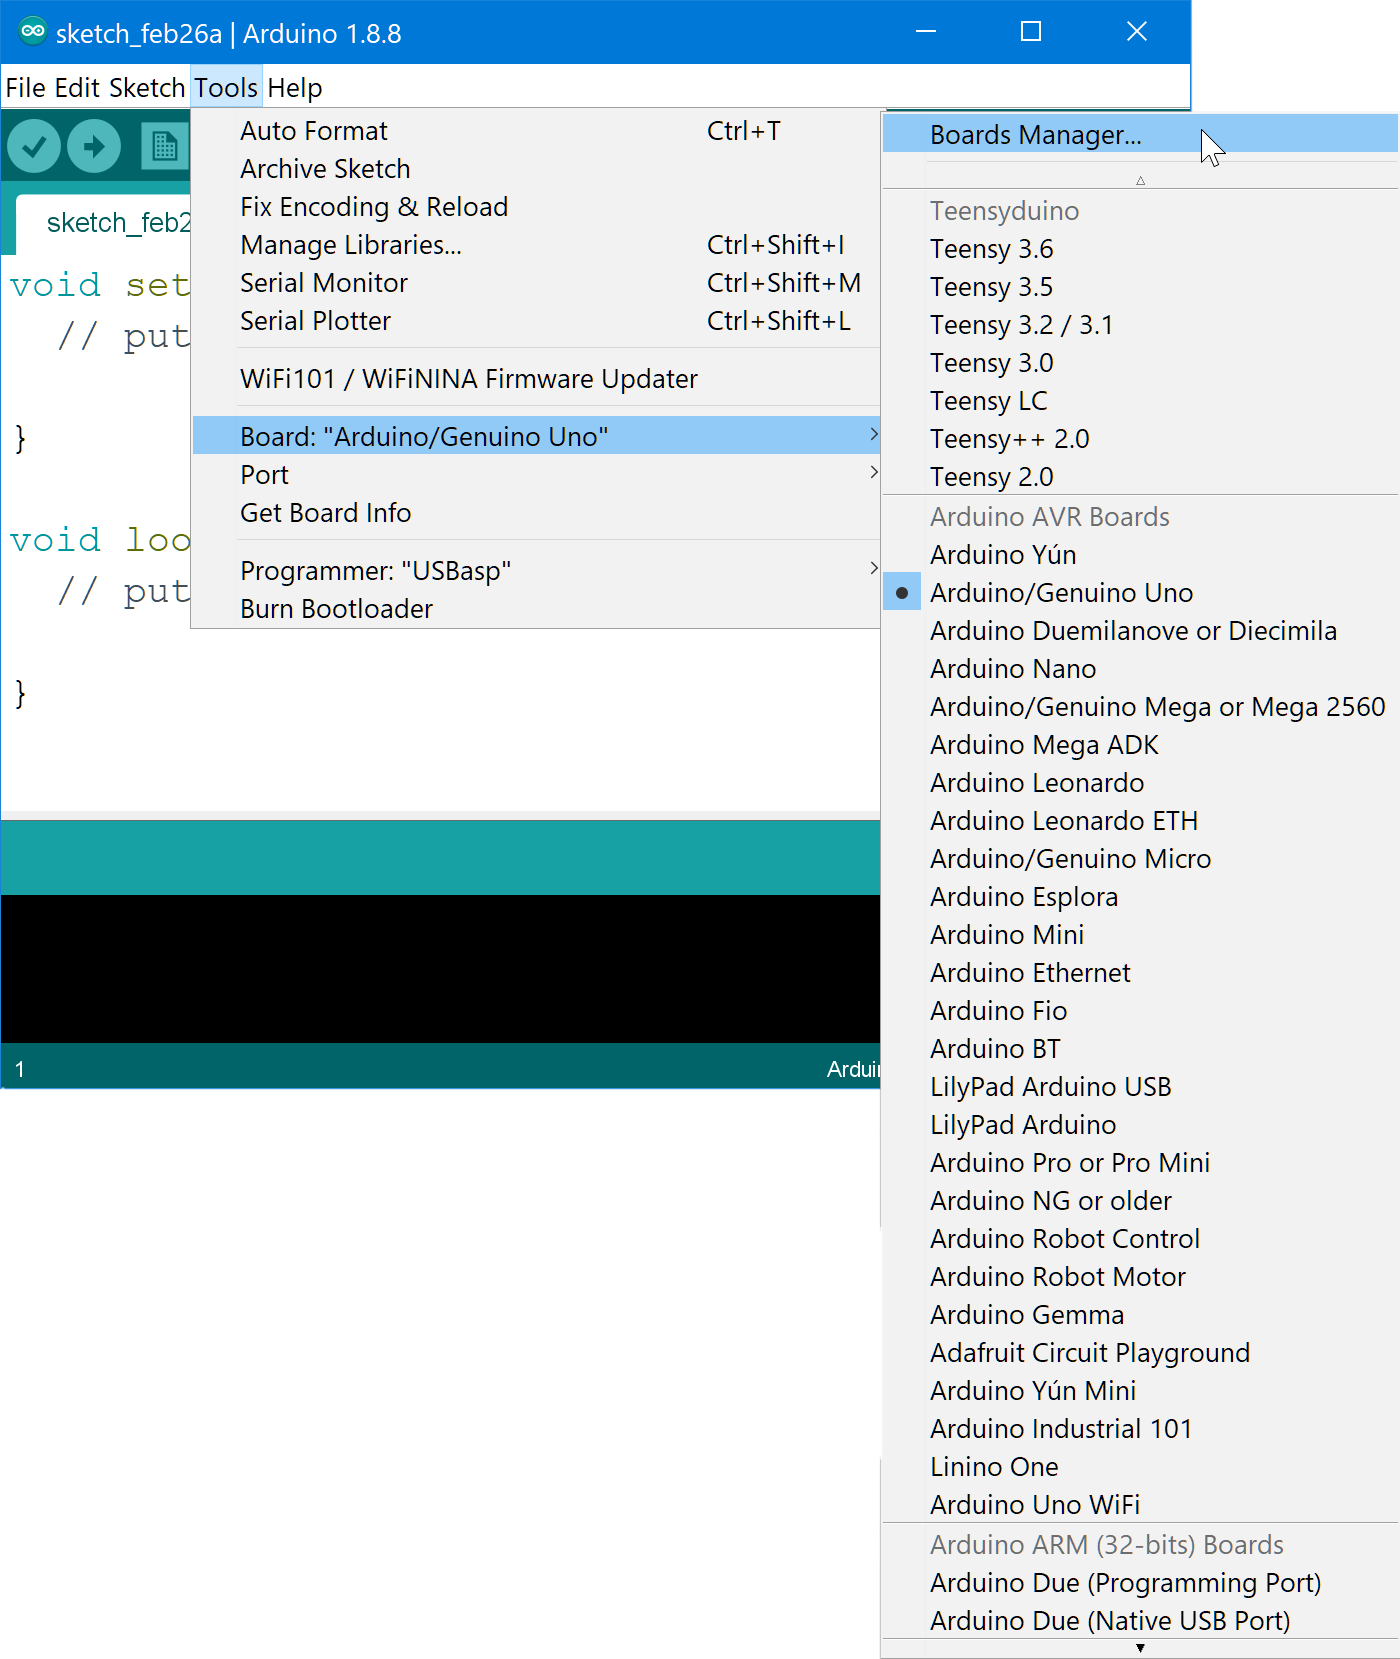 sketch_feb26a | Arduino 1.8.8
File Edit Sketch Tools Help
sketch_feb2
void set
// put
}
void loo
// put
}
1
Ardui
Auto Format Ctrl+T
Archive Sketch
Fix Encoding & Reload
Manage Libraries... Ctrl+Shift+I
Serial Monitor Ctrl+Shift+M
Serial Plotter Ctrl+Shift+L
WiFi101 / WiFiNINA Firmware Updater
Board: "Arduino/Genuino Uno"
Port
Get Board Info
Programmer: "USBasp"
Burn Bootloader
Boards Manager...
Teensyduino
Teensy 3.6
Teensy 3.5
Teensy 3.2 / 3.1
Teensy 3.0
Teensy LC
Teensy++ 2.0
Teensy 2.0
Arduino AVR Boards
Arduino Yún
Arduino/Genuino Uno
Arduino Duemilanove or Diecimila
Arduino Nano
Arduino/Genuino Mega or Mega 2560
Arduino Mega ADK
Arduino Leonardo
Arduino Leonardo ETH
Arduino/Genuino Micro
Arduino Esplora
Arduino Mini
Arduino Ethernet
Arduino Fio
Arduino BT
LilyPad Arduino USB
LilyPad Arduino
Arduino Pro or Pro Mini
Arduino NG or older
Arduino Robot Control
Arduino Robot Motor
Arduino Gemma
Adafruit Circuit Playground
Arduino Yún Mini
Arduino Industrial 101
Linino One
Arduino Uno WiFi
Arduino ARM (32-bits) Boards
Arduino Due (Programming Port)
Arduino Due (Native USB Port)